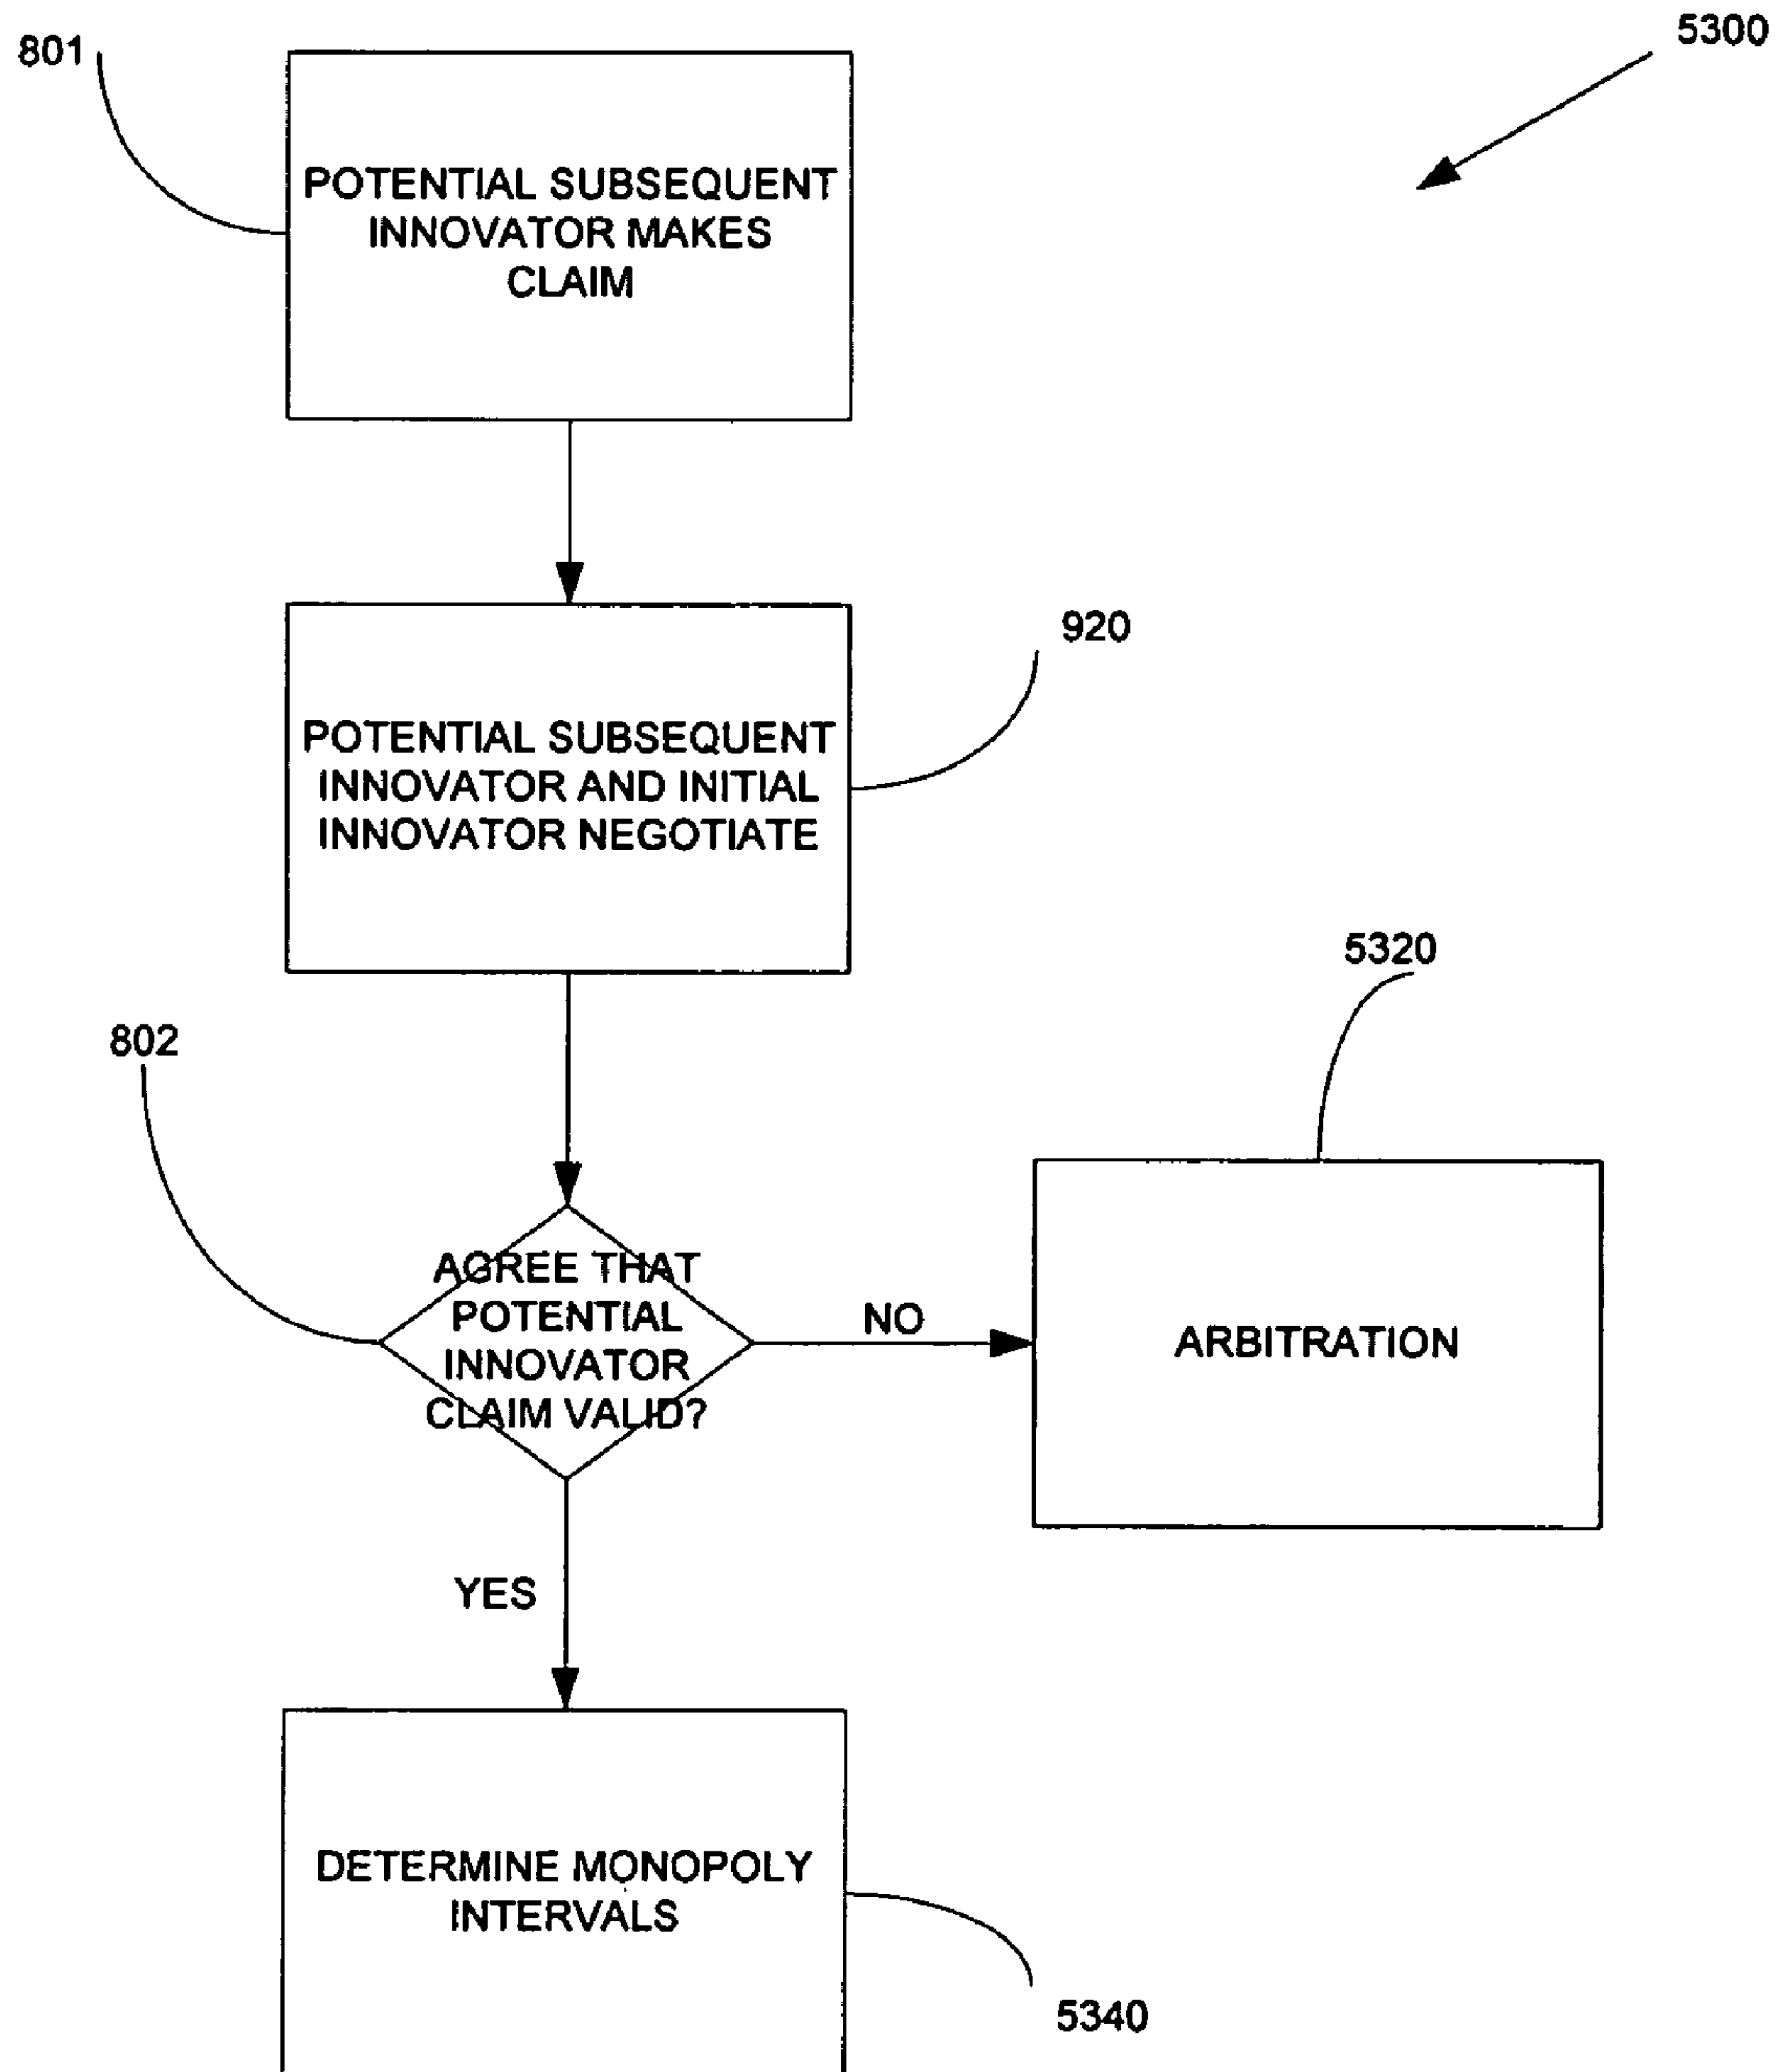 801
5300
POTENTIAL SUBSEQUENT
INNOVATOR MAKES
CLAIM
920
POTENTIAL SUBSEQUENT
INNOVATOR AND INITIAL
INNOVATOR NEGOTIATE
5320
802
AGREE THAT
POTENTIAL
INNOVATOR
CLAIM VALID?
NO
ARBITRATION
YES
DETERMINE MONOPOLY
INTERVALS
5340